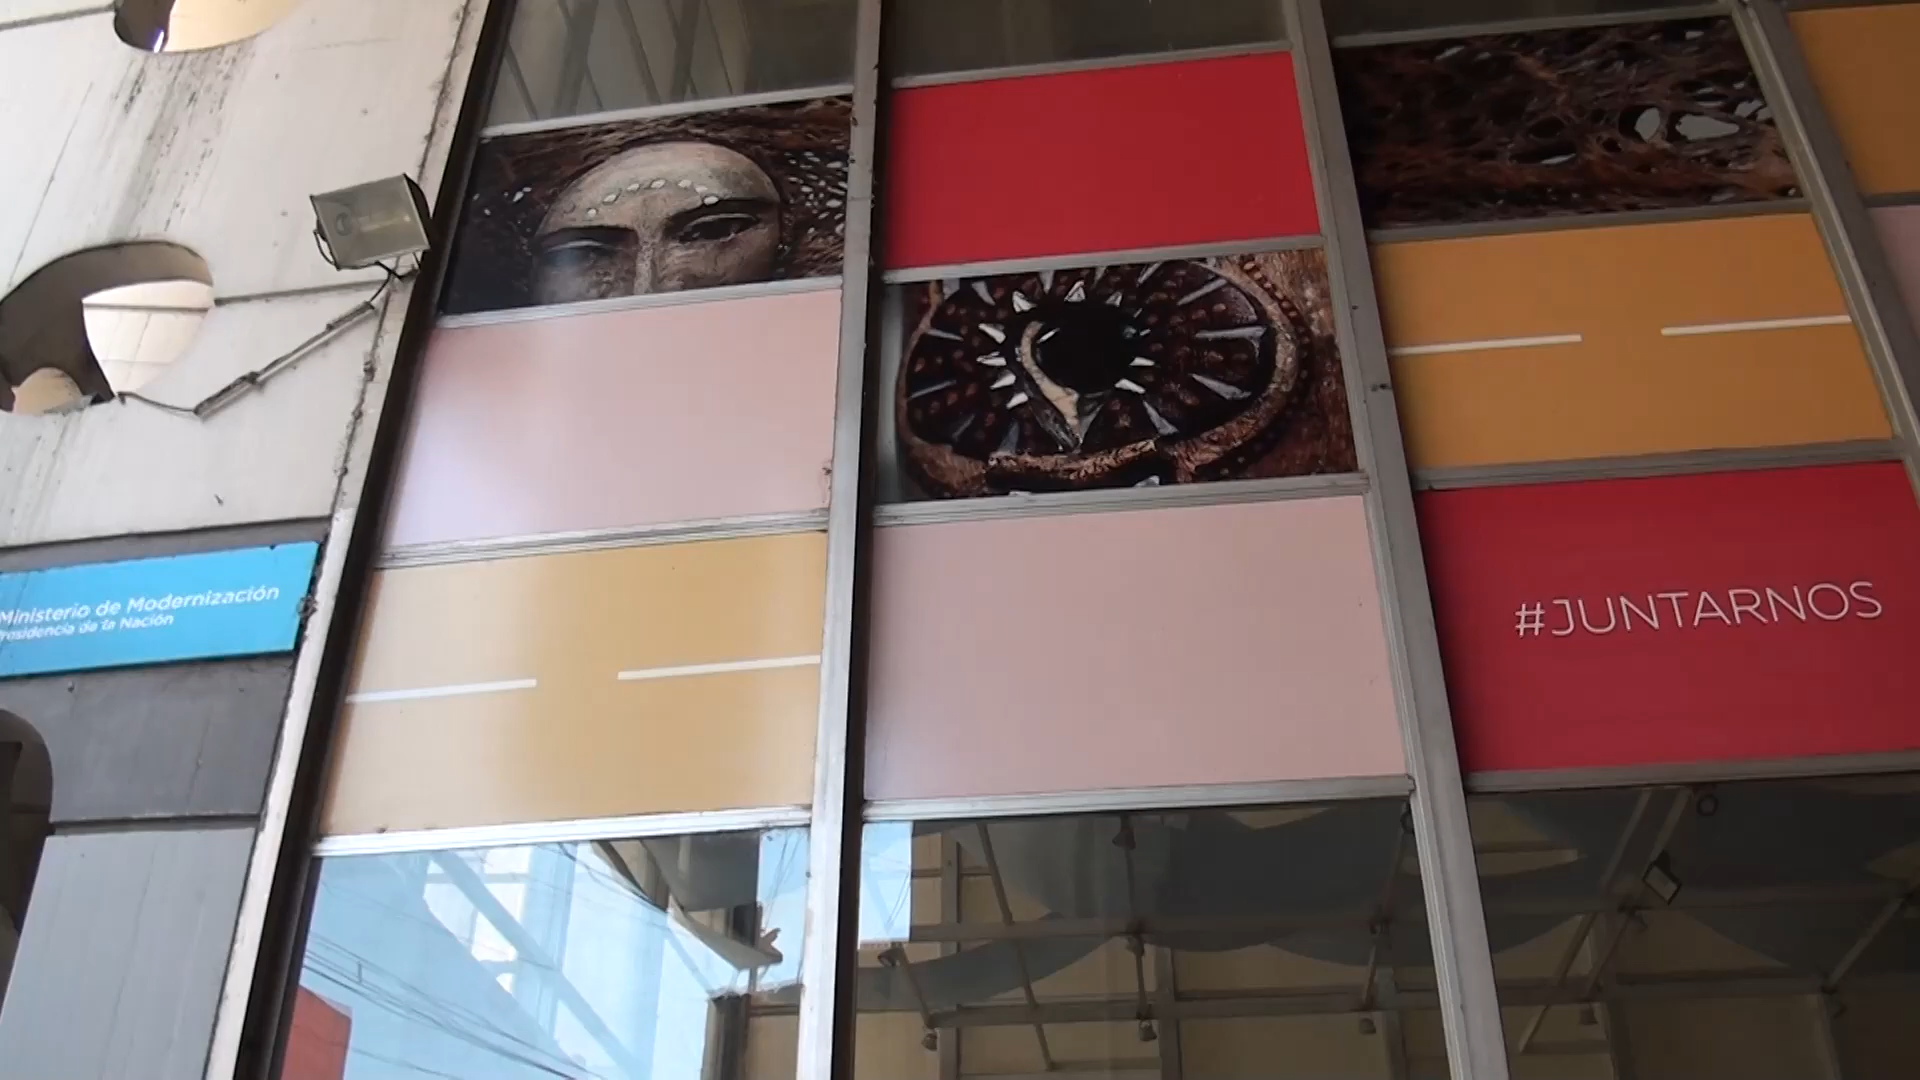 Ministerio de Modernización
Presidencia de la Nación
#JUNTARNOS